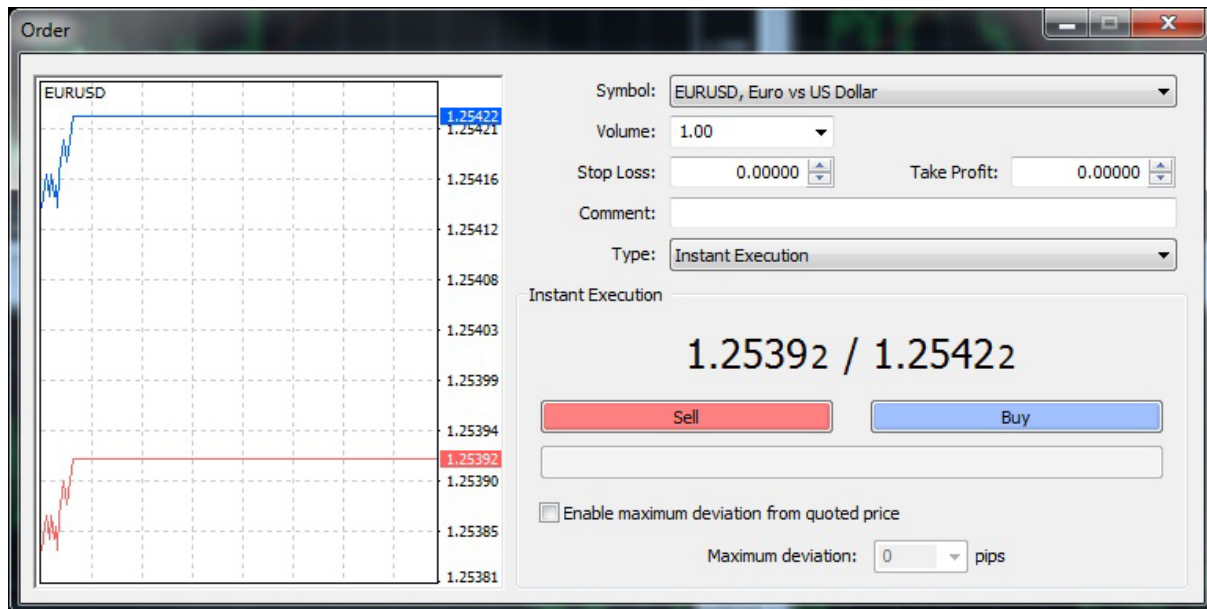 Order
EURUSD
1.25422
1.25421
1.25416
1.25412
1.25408
1.25403
1.25399
1.25394
1.25392
1.25390
1.25385
1.25381
Symbol: EURUSD, Euro vs US Dollar
Volume: 1.00
Stop Loss: 0.00000 Take Profit: 0.00000
Comment:
Type: Instant Execution
Instant Execution
1.25392 / 1.25422
Sell Buy
Enable maximum deviation from quoted price
Maximum deviation: 0 pips